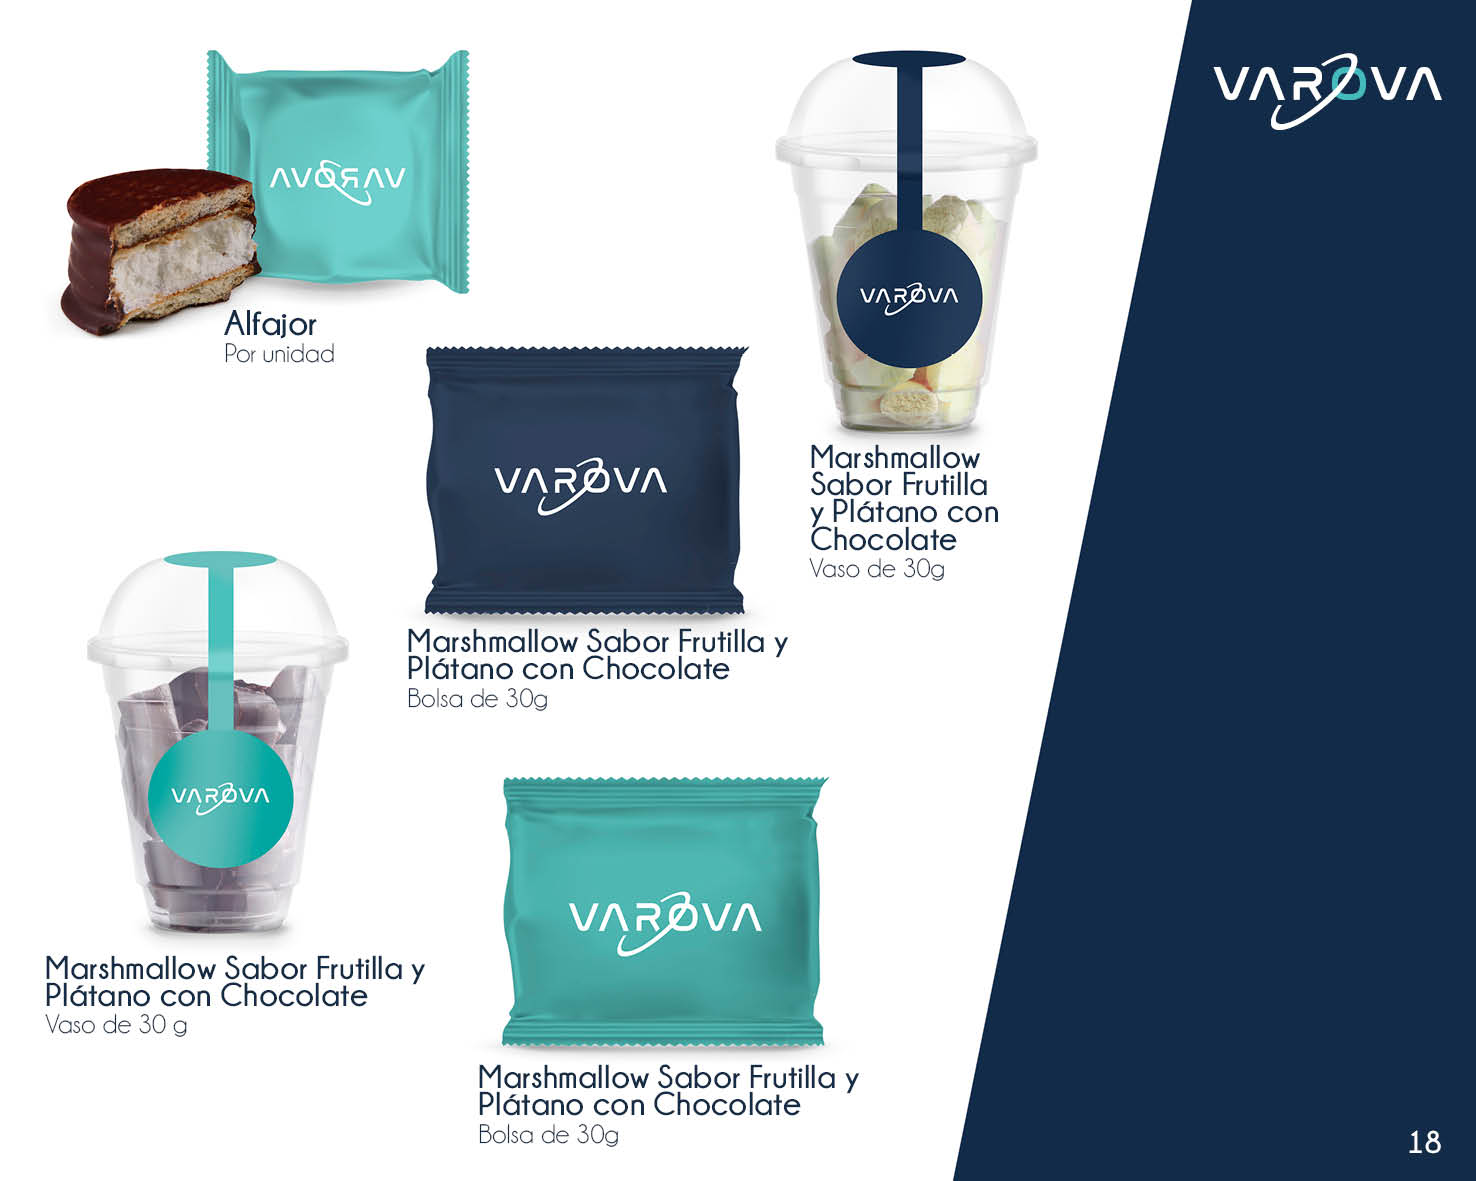 VAROVA
VAROVA
Alfajor
Por unidad
VAROVA
Marshmallow
Sabor Frutilla
y Plátano con
Chocolate
Vaso de 30g
VAROVA
Marshmallow Sabor Frutilla y
Plátano con Chocolate
Bolsa de 30g
VAROVA
Marshmallow Sabor Frutilla y
Plátano con Chocolate
Vaso de 30 g
VAROVA
Marshmallow Sabor Frutilla y
Plátano con Chocolate
Bolsa de 30g
18